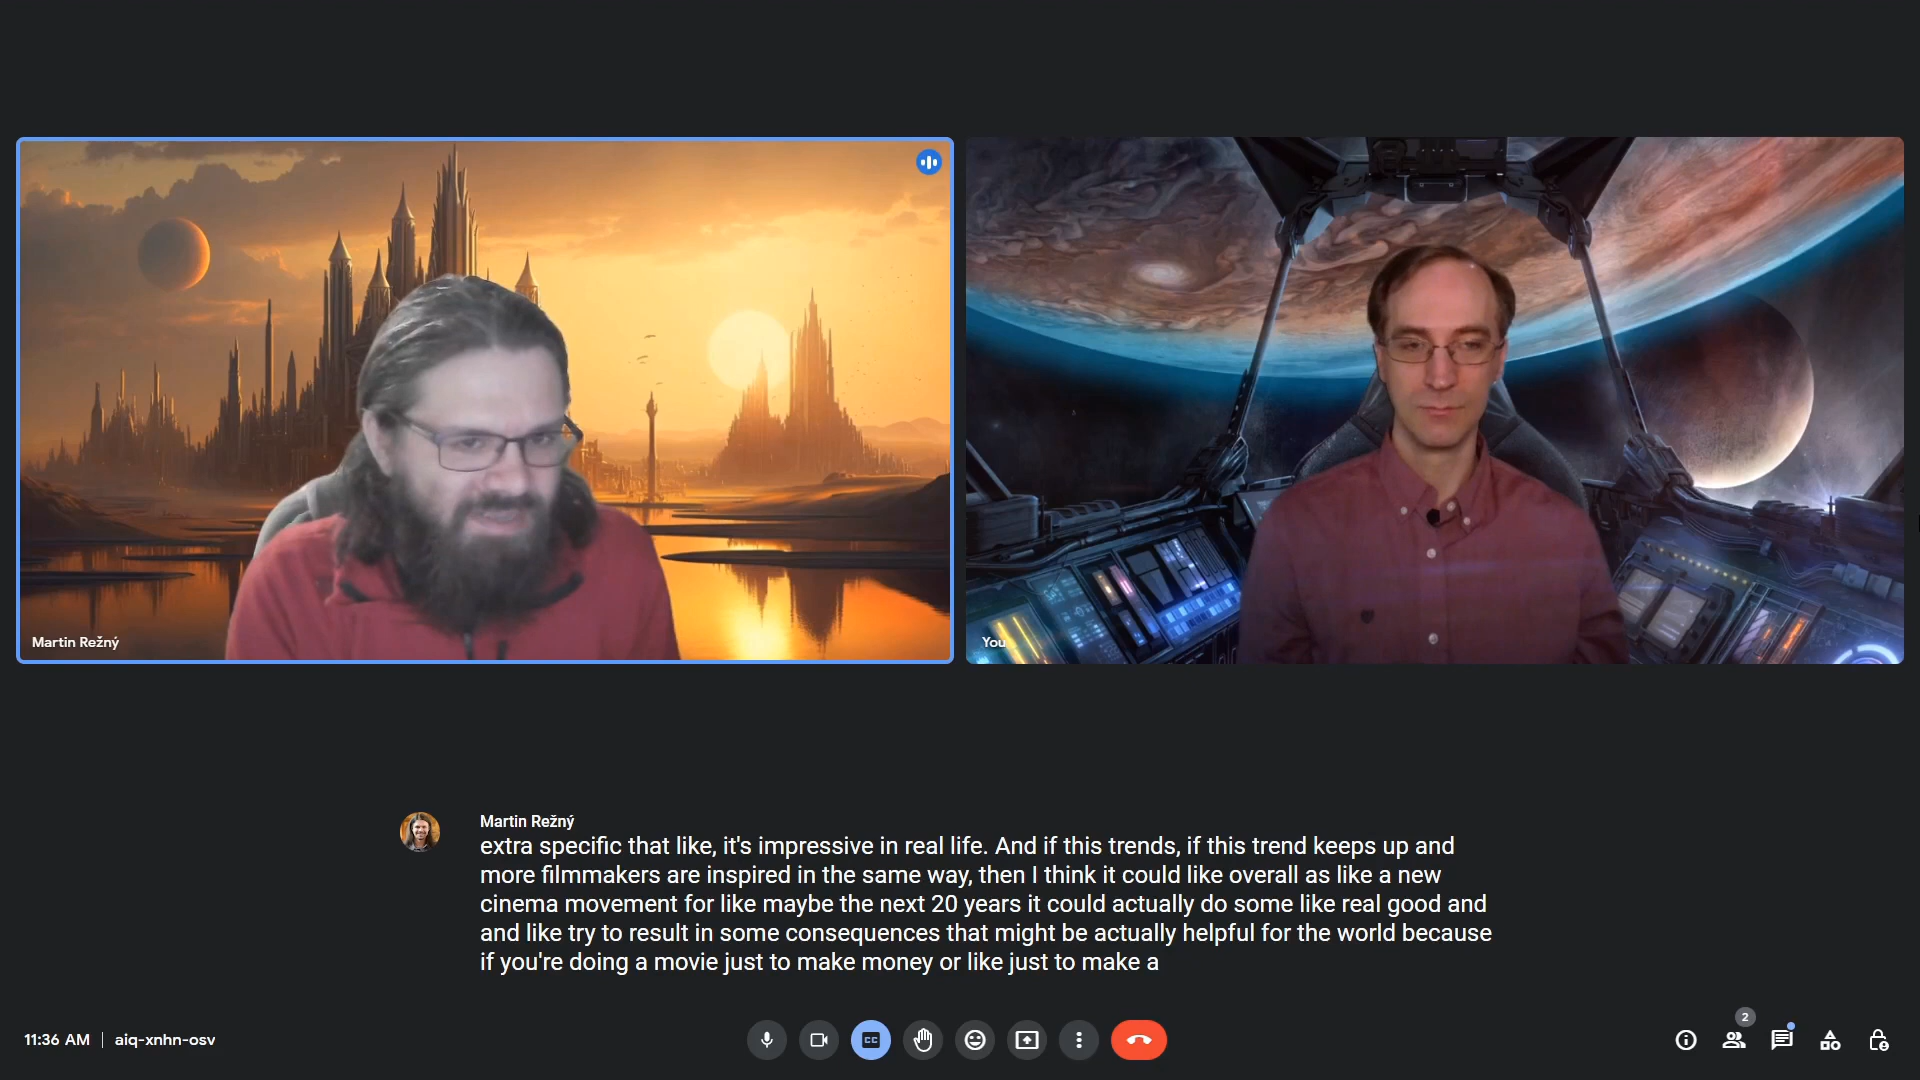 Martin Režný
You
Martin Režný
extra specific that like, it's impressive in real life. And if this trends, if this trend keeps up and
more filmmakers are inspired in the same way, then I think it could like overall as like a new
cinema movement for like maybe the next 20 years it could actually do some like real good and
and like try to result in some consequences that might be actually helpful for the world because
if you're doing a movie just to make money or like just to make a
2
11:36 AM | aiq-xnhn-osv
CC